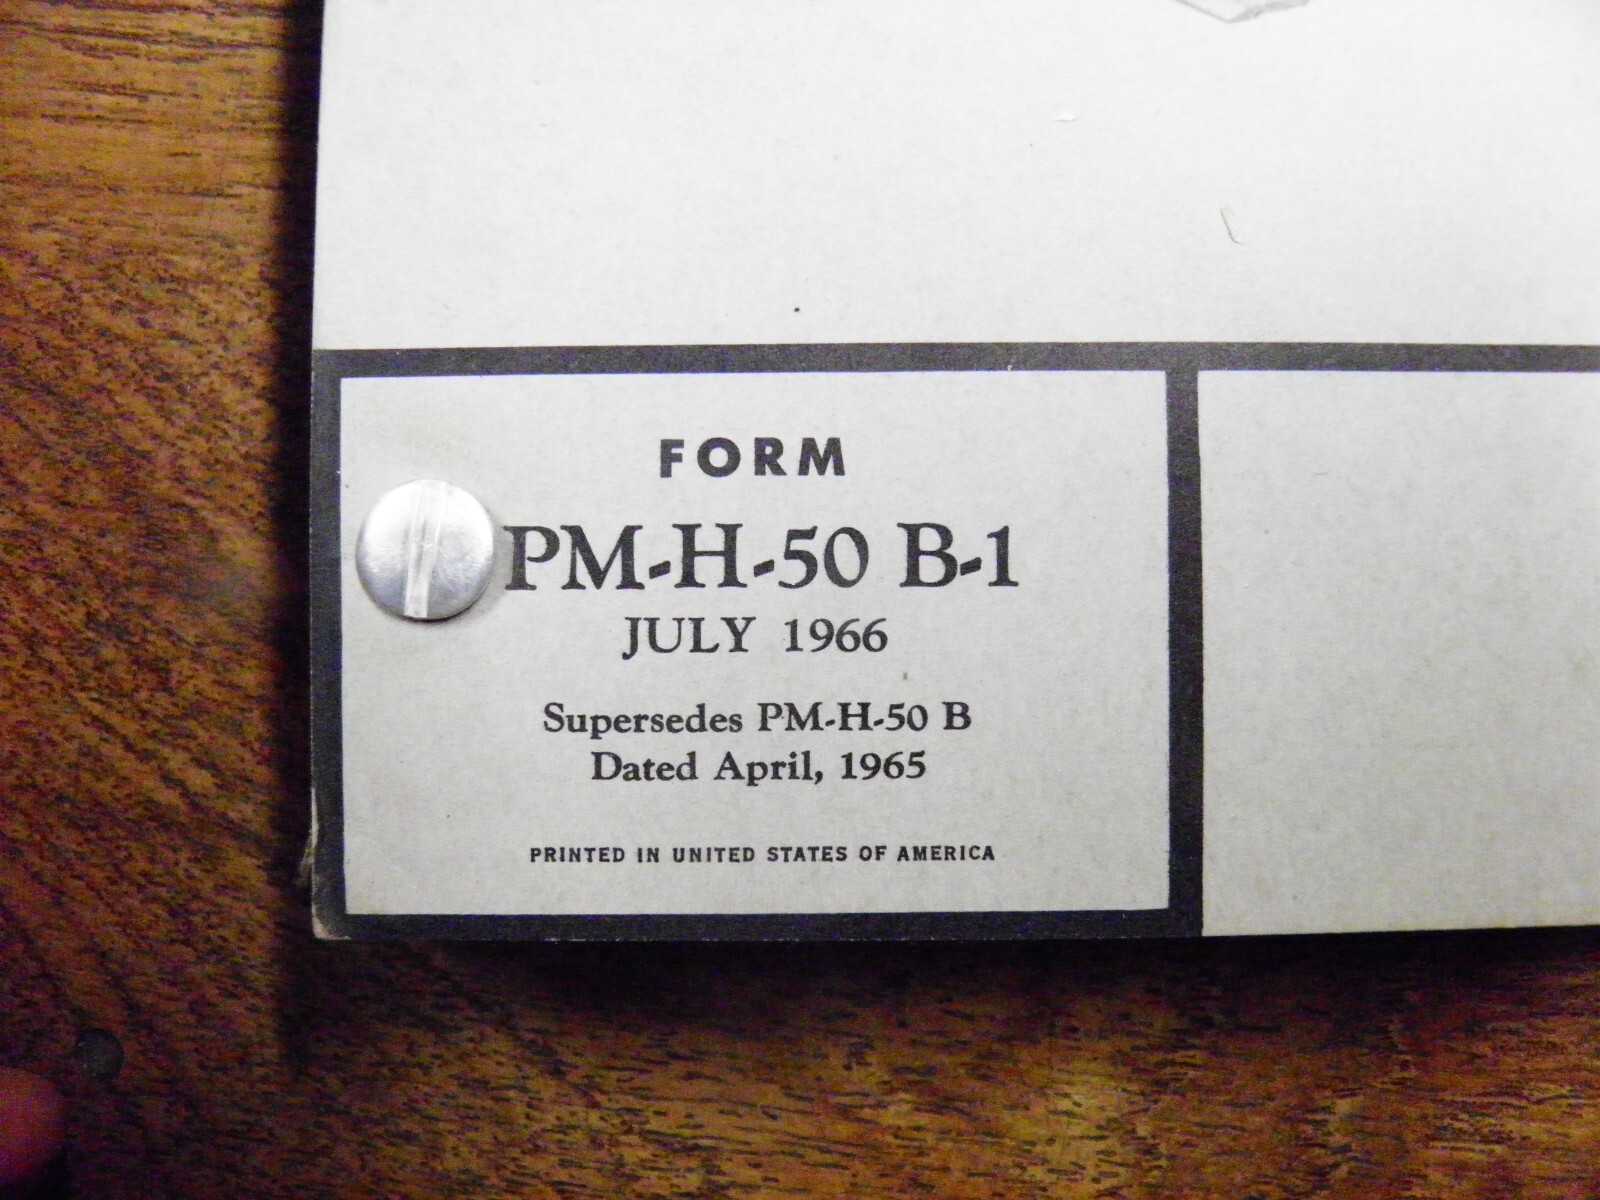 FORM
PM-H-50 B-1
JULY 1966
Supersedes PM-H-50 B
Dated April, 1965
PRINTED IN UNITED STATES OF AMERICA